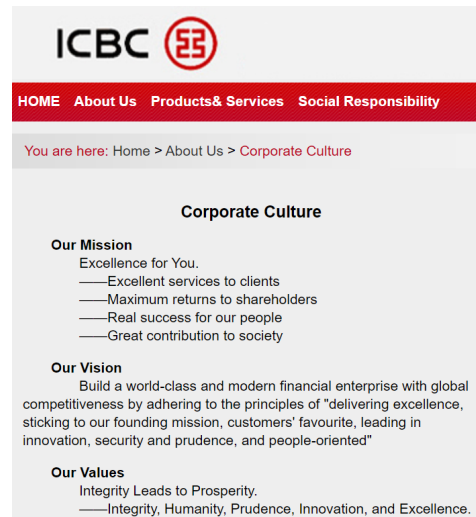 ICBC
HOME About Us Products& Services Social Responsibility
You are here: Home > About Us > Corporate Culture
Corporate Culture
Our Mission
Excellence for You.
——Excellent services to clients
——Maximum returns to shareholders
——Real success for our people
——Great contribution to society
Our Vision
Build a world-class and modern financial enterprise with global
competitiveness by adhering to the principles of "delivering excellence,
sticking to our founding mission, customers' favourite, leading in
innovation, security and prudence, and people-oriented"
Our Values
Integrity Leads to Prosperity.
——Integrity, Humanity, Prudence, Innovation, and Excellence.